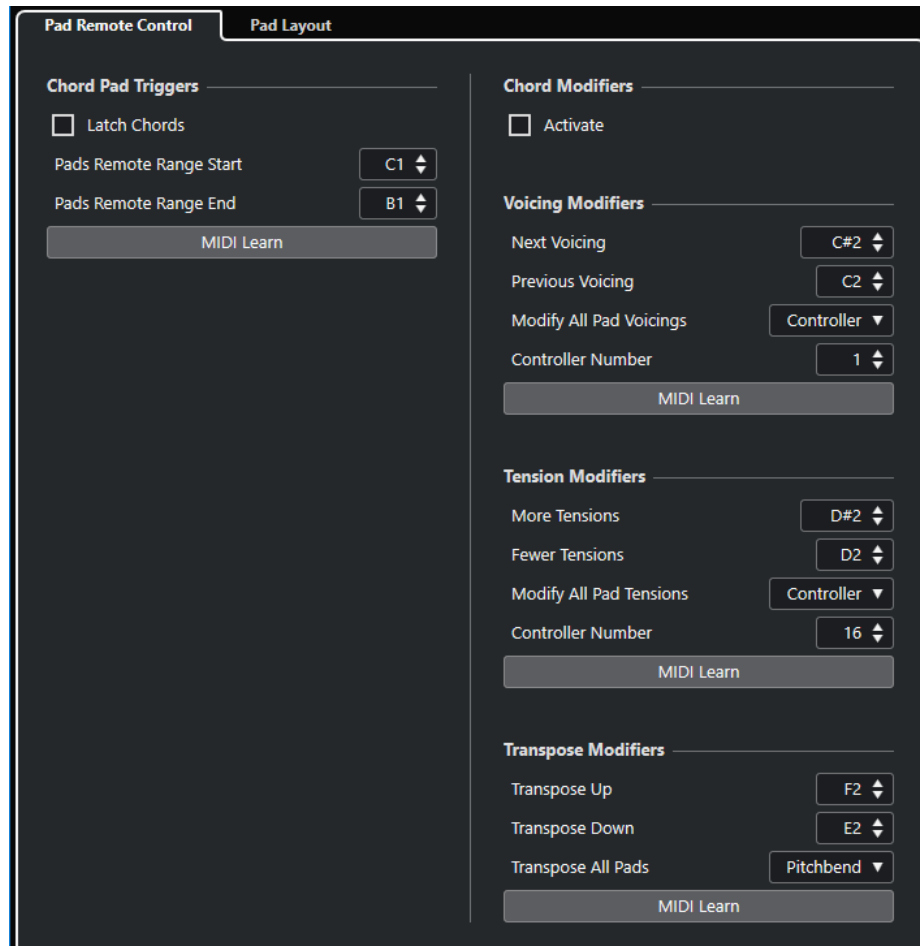 Pad Remote Control
Pad Layout
Chord Pad Triggers
Latch Chords
Pads Remote Range Start C1
Pads Remote Range End B1
MIDI Learn
Chord Modifiers
Activate
Voicing Modifiers
Next Voicing C#2
Previous Voicing C2
Modify All Pad Voicings Controller
Controller Number 1
MIDI Learn
Tension Modifiers
More Tensions D#2
Fewer Tensions D2
Modify All Pad Tensions Controller
Controller Number 16
MIDI Learn
Transpose Modifiers
Transpose Up F2
Transpose Down E2
Transpose All Pads Pitchbend
MIDI Learn